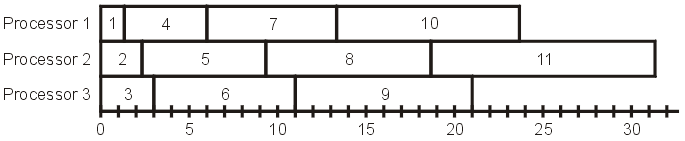 Processor 1 1 4 7 10
Processor 2 2 5 8 11
Processor 3 3 6 9
0 5 10 15 20 25 30